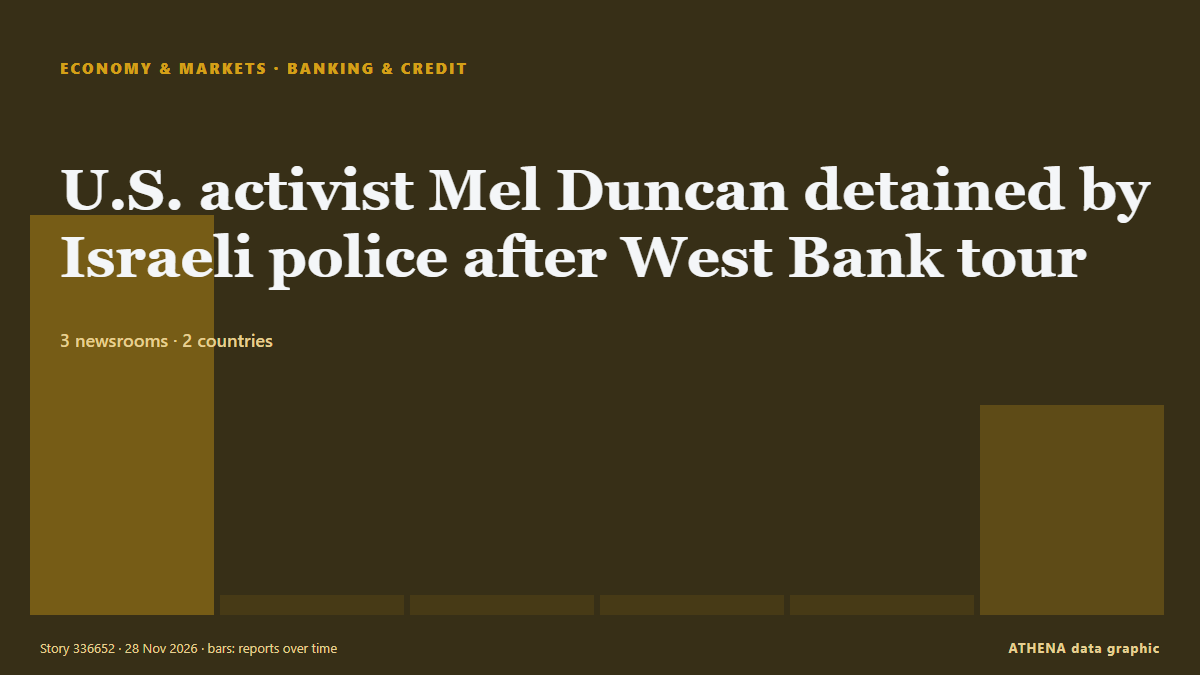 ECONOMY & MARKETS · BANKING & CREDIT
U.S. activist Mel Duncan detained by
Israeli police after West Bank tour
3 newsrooms · 2 countries
Story 336652 · 28 Nov 2026 · bars: reports over time
ATHENA data graphic